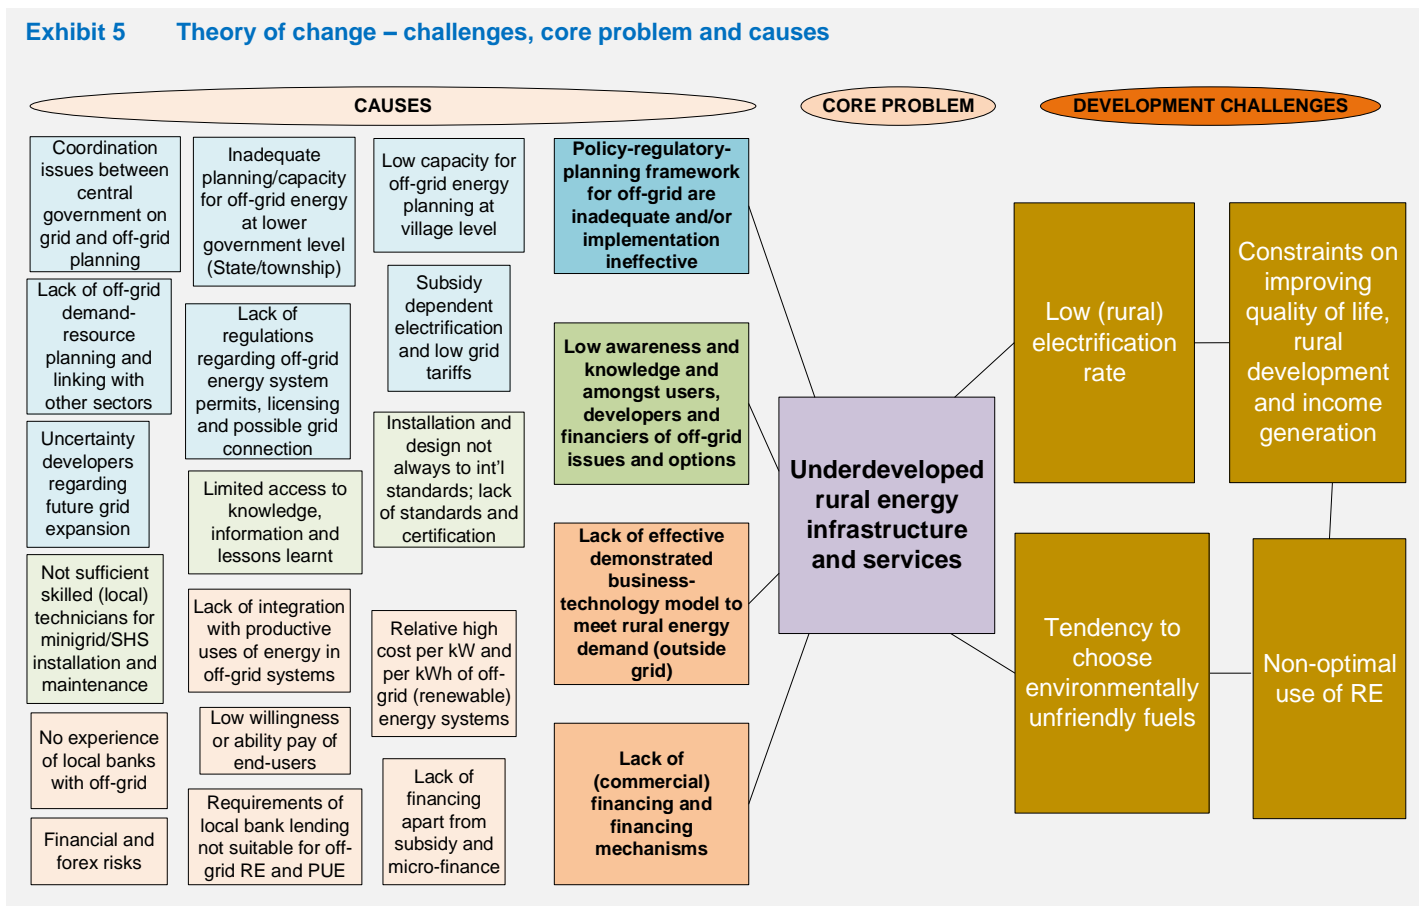 Exhibit 5 Theory of change – challenges, core problem and causes
CAUSES
CORE PROBLEM
DEVELOPMENT CHALLENGES
Coordination
issues between
central
government on
grid and off-grid
planning
Lack of off-grid
demand-
resource
planning and
linking with
other sectors
Uncertainty
developers
regarding
future grid
expansion
Not sufficient
skilled (local)
technicians for
minigrid/SHS
installation and
maintenance
No experience
of local banks
with off-grid
Financial and
forex risks
Inadequate
planning/capacity
for off-grid energy
at lower
government level
(State/township)
Lack of
regulations
regarding off-grid
energy system
permits, licensing
and possible grid
connection
Limited access to
knowledge,
information and
lessons learnt
Lack of integration
with productive
uses of energy in
off-grid systems
Low willingness
or ability pay of
end-users
Requirements of
local bank lending
not suitable for off-
grid RE and PUE
Low capacity for
off-grid energy
planning at
village level
Subsidy
dependent
electrification
and low grid
tariffs
Installation and
design not
always to int'l
standards; lack
of standards and
certification
Relative high
cost per kW and
per kWh of off-
grid (renewable)
energy systems
Lack of
financing
apart from
subsidy and
micro-finance
Policy-regulatory-
planning framework
for off-grid are
inadequate and/or
implementation
ineffective
Low awareness and
knowledge and
amongst users,
developers and
financiers of off-grid
issues and options
Lack of effective
demonstrated
business-
technology model to
meet rural energy
demand (outside
grid)
Lack of
(commercial)
financing and
financing
mechanisms
Underdeveloped
rural energy
infrastructure
and services
Low (rural)
electrification
rate
Constraints on
improving
quality of life,
rural
development
and income
generation
Tendency to
choose
environmentally
unfriendly fuels
Non-optimal
use of RE